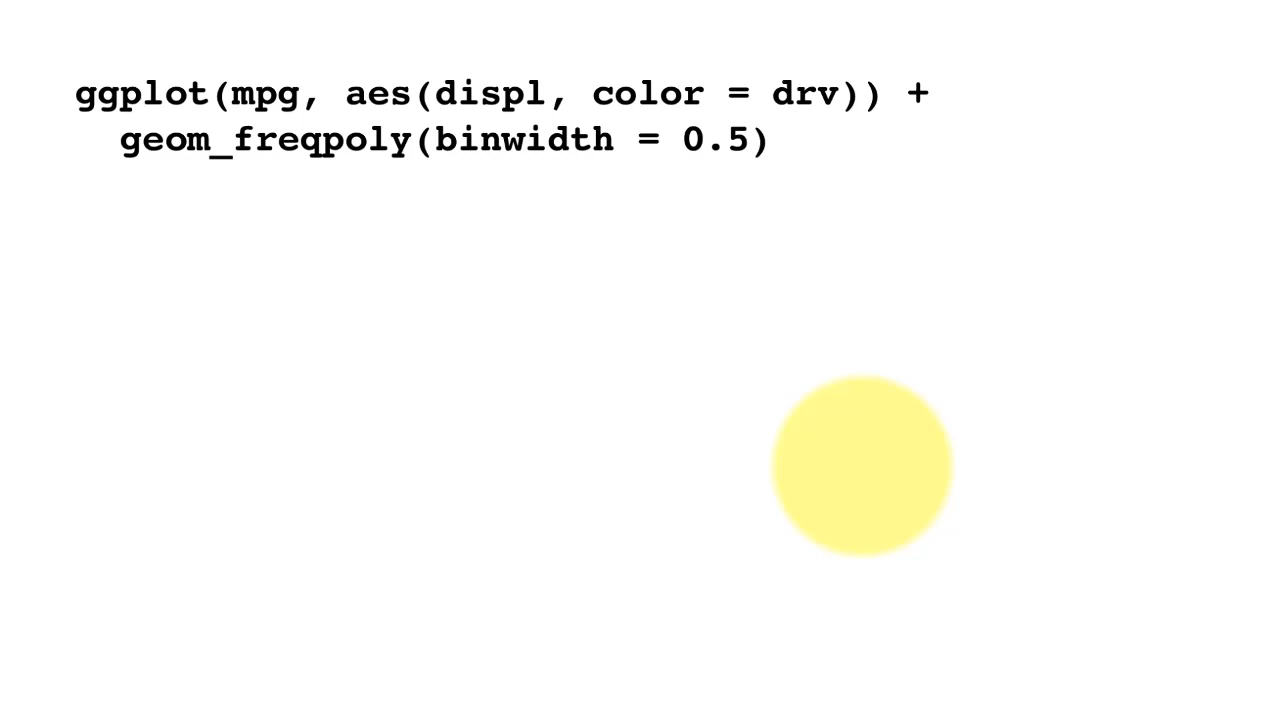 ggplot(mpg, aes(displ, color = drv)) +
  geom_freqpoly(binwidth = 0.5)